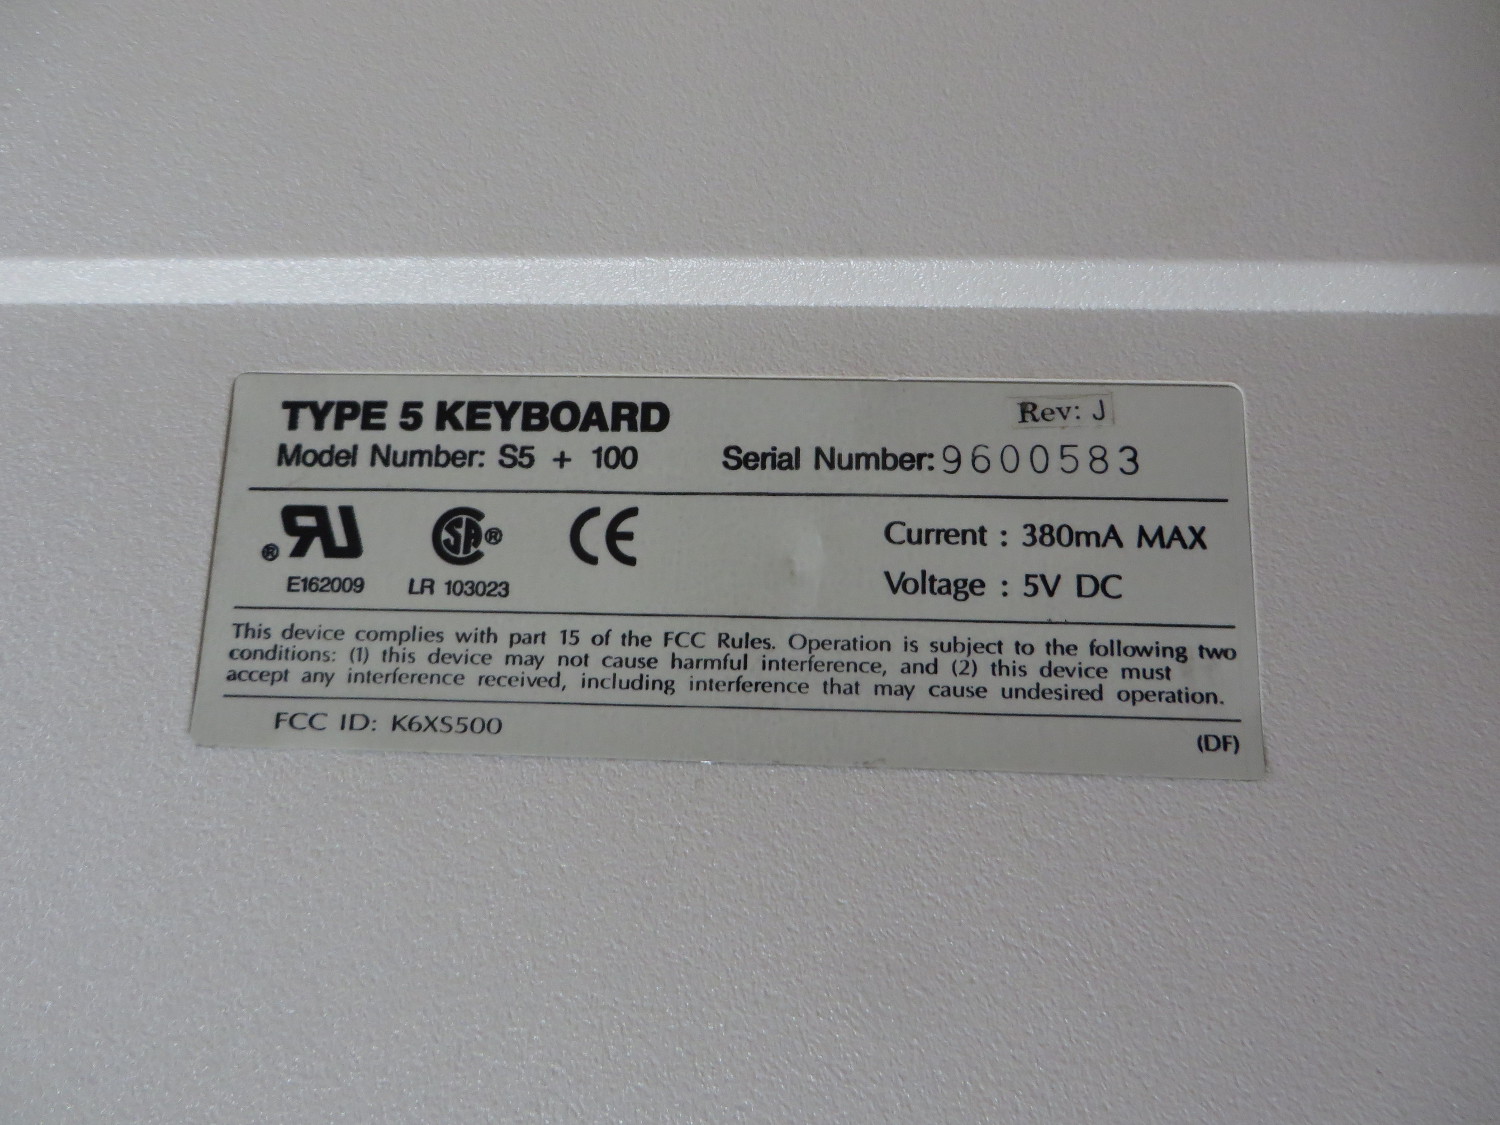 TYPE 5 KEYBOARD Rev: J
Model Number: S5 + 100 Serial Number: 9600583
® RU SA® CE Current : 380mA MAX
E162009 LR 103023 Voltage : 5V DC
This device complies with part 15 of the FCC Rules. Operation is subject to the following two
conditions: (1) this device may not cause harmful interference, and (2) this device must
accept any interference received, including interference that may cause undesired operation.
FCC ID: K6XS500 (DF)